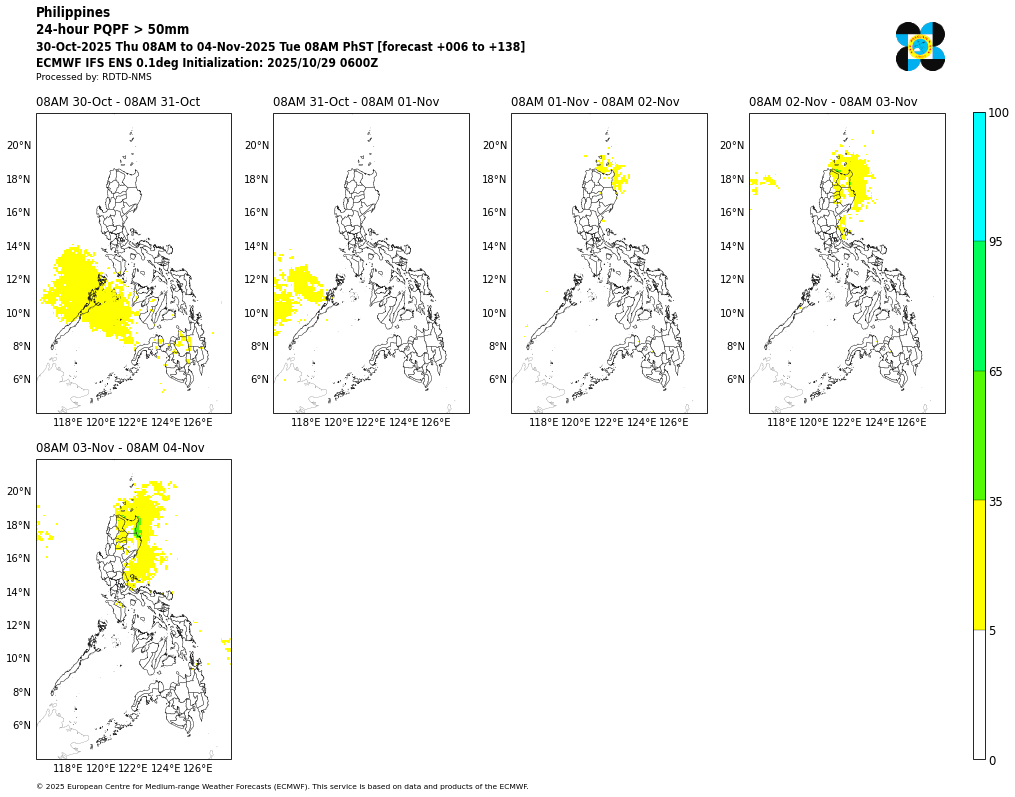 Philippines
24-hour PQPF > 50mm
30-Oct-2025 Thu 08AM to 04-Nov-2025 Tue 08AM PhST [forecast +006 to +138]
ECMWF IFS ENS 0.1deg Initialization: 2025/10/29 0600Z
Processed by: RDTD-NMS
08AM 30-Oct - 08AM 31-Oct
08AM 31-Oct - 08AM 01-Nov
08AM 01-Nov - 08AM 02-Nov
08AM 02-Nov - 08AM 03-Nov
20°N 20°N 20°N 20°N
18°N 18°N 18°N 18°N
16°N 16°N 16°N 16°N
14°N 14°N 14°N 14°N
12°N 12°N 12°N 12°N
10°N 10°N 10°N 10°N
8°N 8°N 8°N 8°N
6°N 6°N 6°N 6°N
118°E 120°E 122°E 124°E 126°E 118°E 120°E 122°E 124°E 126°E 118°E 120°E 122°E 124°E 126°E 118°E 120°E 122°E 124°E 126°E
08AM 03-Nov - 08AM 04-Nov
20°N
18°N
16°N
14°N
12°N
10°N
8°N
6°N
118°E 120°E 122°E 124°E 126°E
100
95
65
35
5
0
© 2025 European Centre for Medium-range Weather Forecasts (ECMWF). This service is based on data and products of the ECMWF.